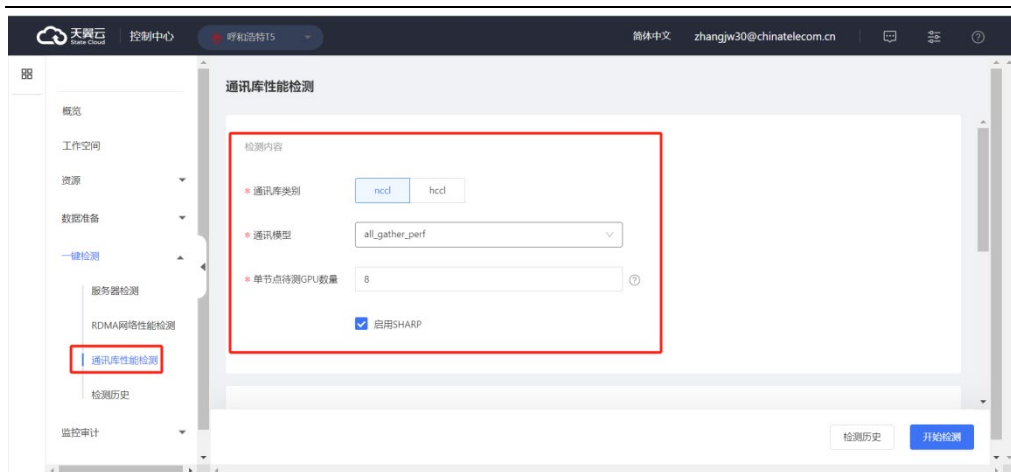 天翼云
State Cloud
控制中心
呼和浩特T5
简体中文
zhangjw30@chinatelecom.cn
概览
工作空间
资源
数据准备
一键检测
服务器检测
RDMA网络性能检测
通讯库性能检测
检测历史
监控审计
通讯库性能检测
检测内容
* 通讯库类别 nccl hccl
* 通讯模型 all_gather_perf
* 单节点待测GPU数量 8
启用SHARP
检测历史 开始检测